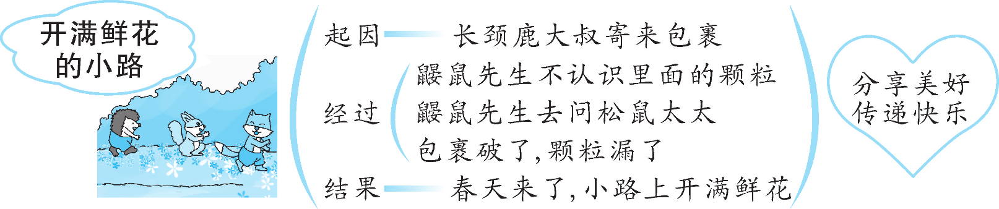 开满鲜花
的小路
起因
长颈鹿大叔寄来包裹
经过
鼹鼠先生不认识里面的颗粒
鼹鼠先生去问松鼠太太
包裹破了,颗粒漏了
结果
春天来了,小路上开满鲜花
分享美好
传递快乐